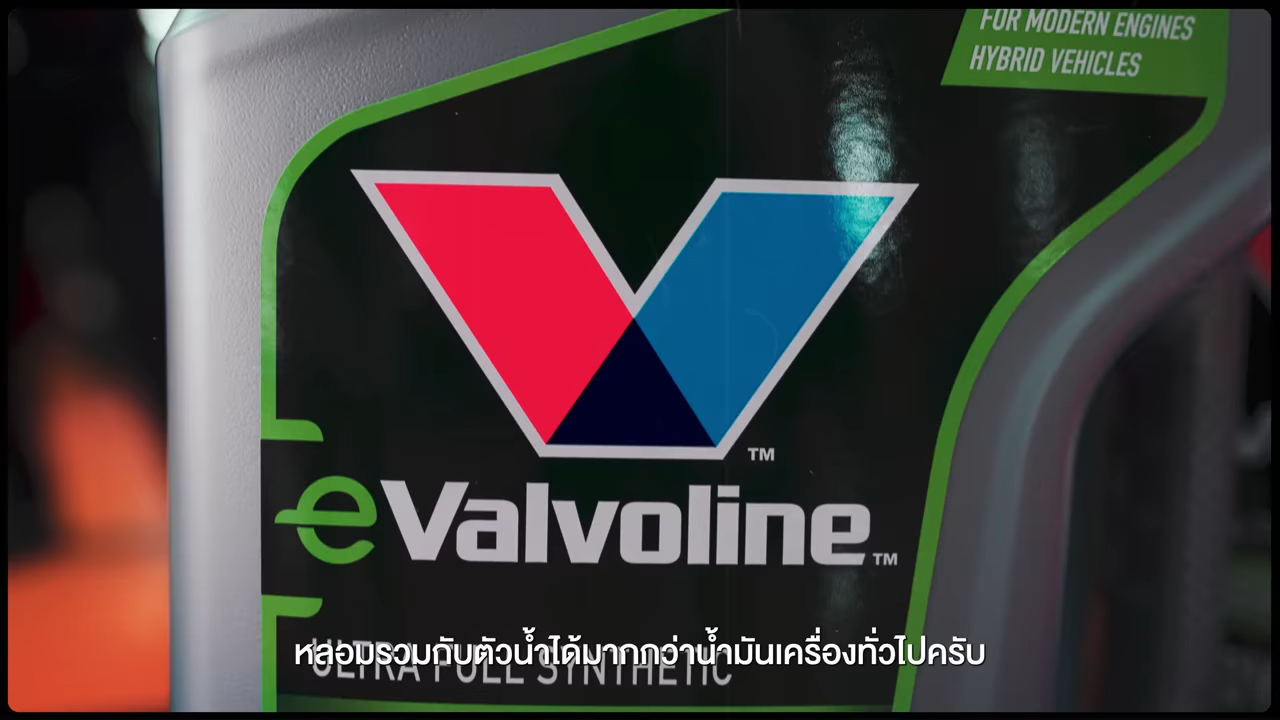 FOR MODERN ENGINES
HYBRID VEHICLES
TM
eValvoline TM
หลอมรวมกับตัวน้ำได้มากกว่าน้ำมันเครื่องทั่วไปครับ
ULTRA FULL SYNTHETIC